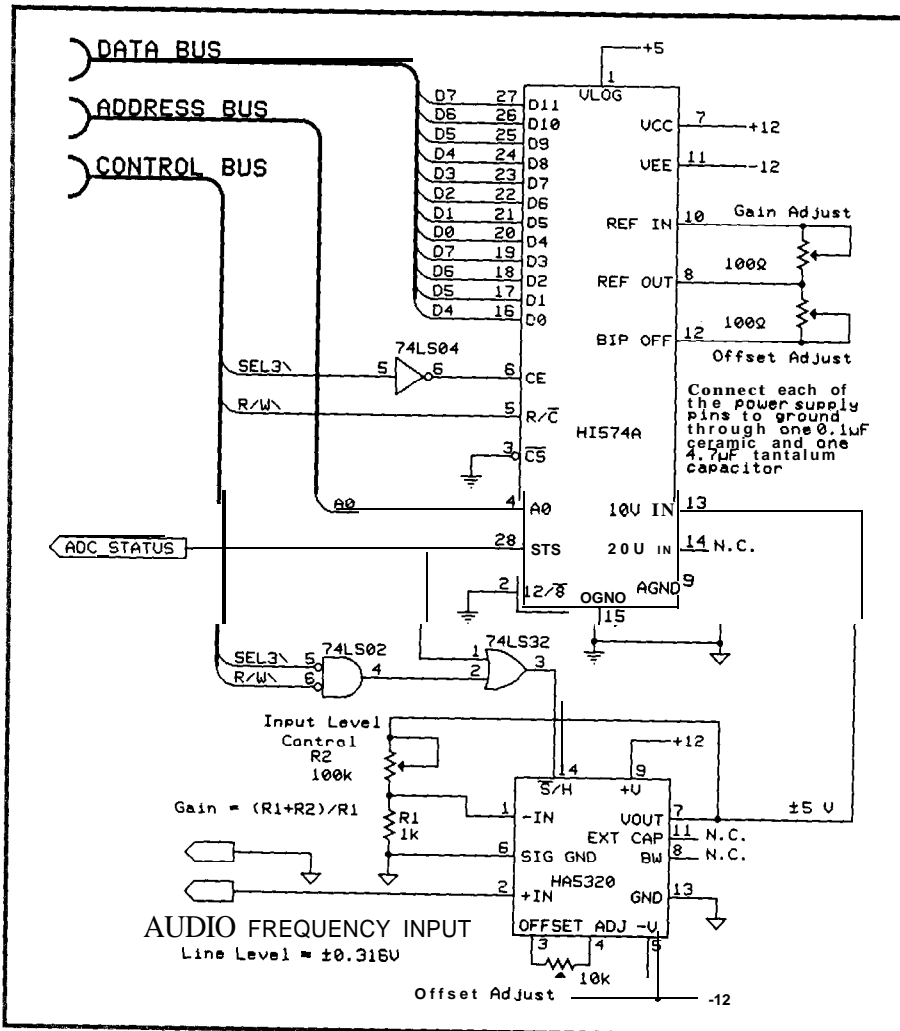 DATA BUS
ADDRESS BUS
CONTROL BUS
+5
1
VLOG
D7 27 D11
D6 26 D10
D5 25 D9
D4 24 D8
D3 23 D7
D2 22 D6
D1 21 D5
D0 20 D4
D7 19 D3
D6 18 D2
D5 17 D1
D4 16 D0
VCC 7 +12
VEE 11 -12
REF IN 10 Gain Adjust
100Ω
REF OUT 8
100Ω
BIP OFF 12
Offset Adjust
74LS04
SEL3\ 5 6 6 CE
R/W\ 5 R/C
3 CS
HI574A
Connect each of
the power supply
pins to ground
through one 0.1µF
ceramic and one
4.7µF tantalum
capacitor
A0 4 A0
10V IN 13
ADC_STATUS 28 STS
20U IN 14 N.C.
2 12/8
OGNO
15
AGND 9
74LS02
SEL3\ 5
R/W\ 6
4
74LS32
1
2
3
Input Level
Control
R2
100k
Gain = (R1+R2)/R1
R1
1k
+12
14
S/H
9
+V
1 -IN
VOUT 7
±5 V
EXT CAP 11 N.C.
BW 8 N.C.
6 SIG GND
HA5320
2 +IN
GND 13
OFFSET ADJ -V
3 4 5
10k
AUDIO FREQUENCY INPUT
Line Level = ±0.316V
Offset Adjust
-12